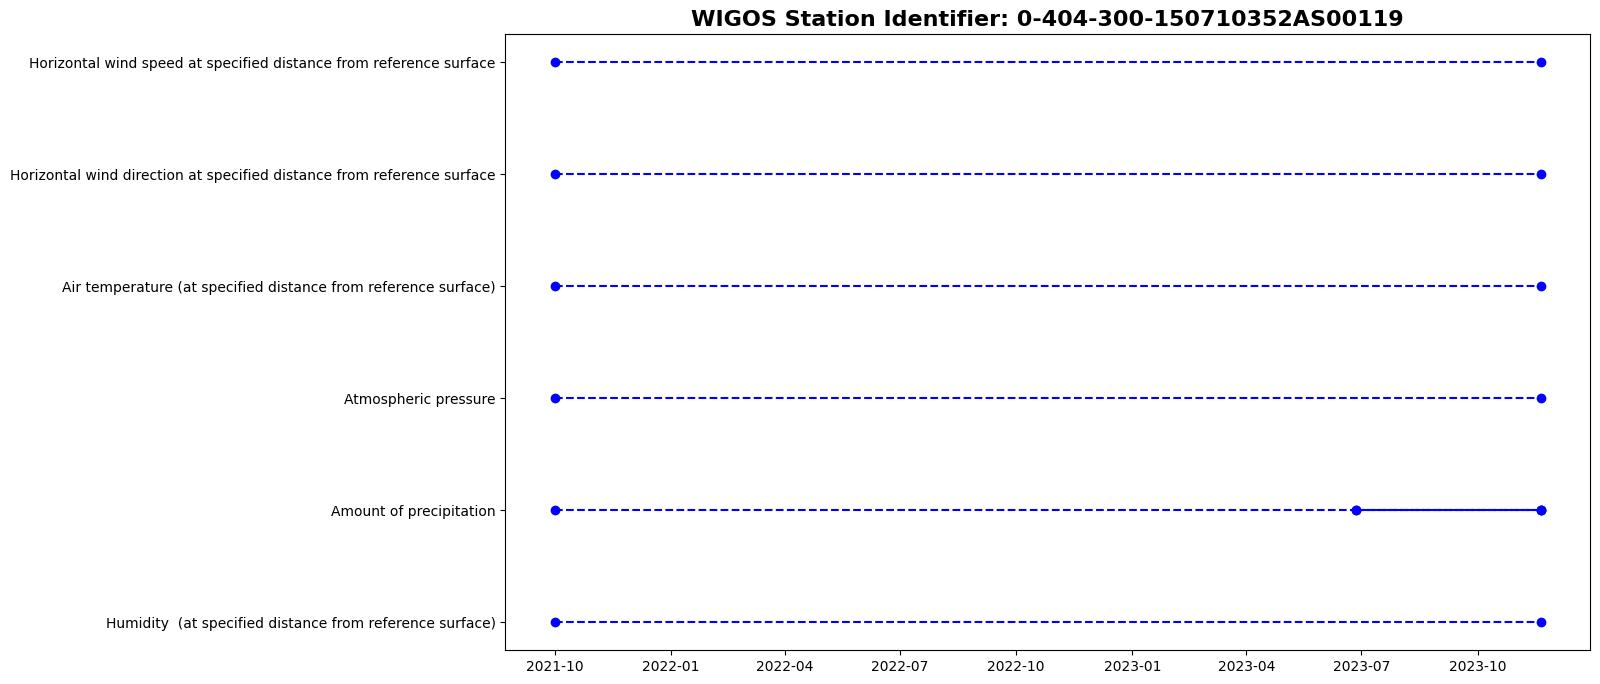 WIGOS Station Identifier: 0-404-300-150710352AS00119
Horizontal wind speed at specified distance from reference surface
Horizontal wind direction at specified distance from reference surface
Air temperature (at specified distance from reference surface)
Atmospheric pressure
Amount of precipitation
Humidity  (at specified distance from reference surface)
2021-10 2022-01 2022-04 2022-07 2022-10 2023-01 2023-04 2023-07 2023-10